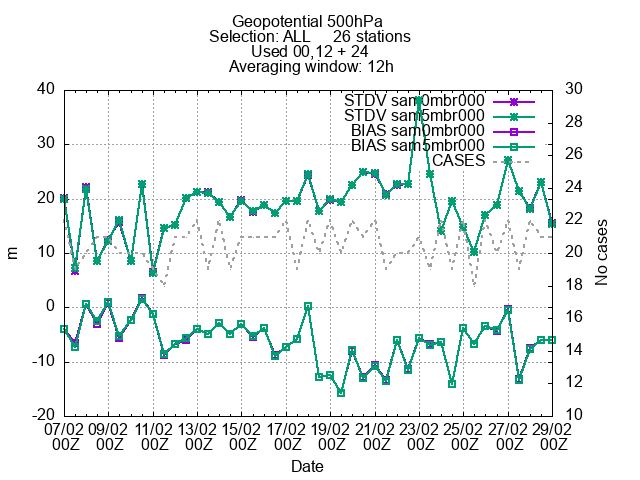 Geopotential 500hPa
Selection: ALL 26 stations
Used 00,12 + 24
Averaging window: 12h
40
30
20
10
0
-10
-20
m
30
28
26
24
22
20
18
16
14
12
10
No cases
STDV sam0mbr000
STDV sam5mbr000
BIAS sam0mbr000
BIAS sam5mbr000
CASES
07/02 09/02 11/02 13/02 15/02 17/02 19/02 21/02 23/02 25/02 27/02 29/02
00Z 00Z 00Z 00Z 00Z 00Z 00Z 00Z 00Z 00Z 00Z 00Z
Date